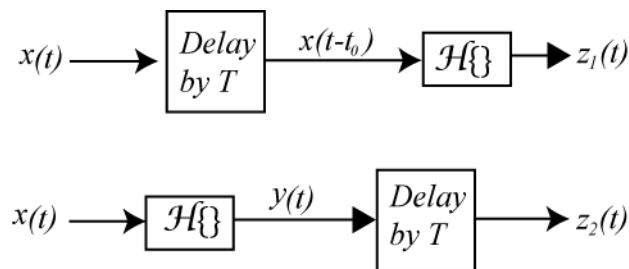 x(t)
Delay
by T
x(t-t₀)
ℋ{}
z₁(t)
x(t)
ℋ{}
y(t)
Delay
by T
z₂(t)